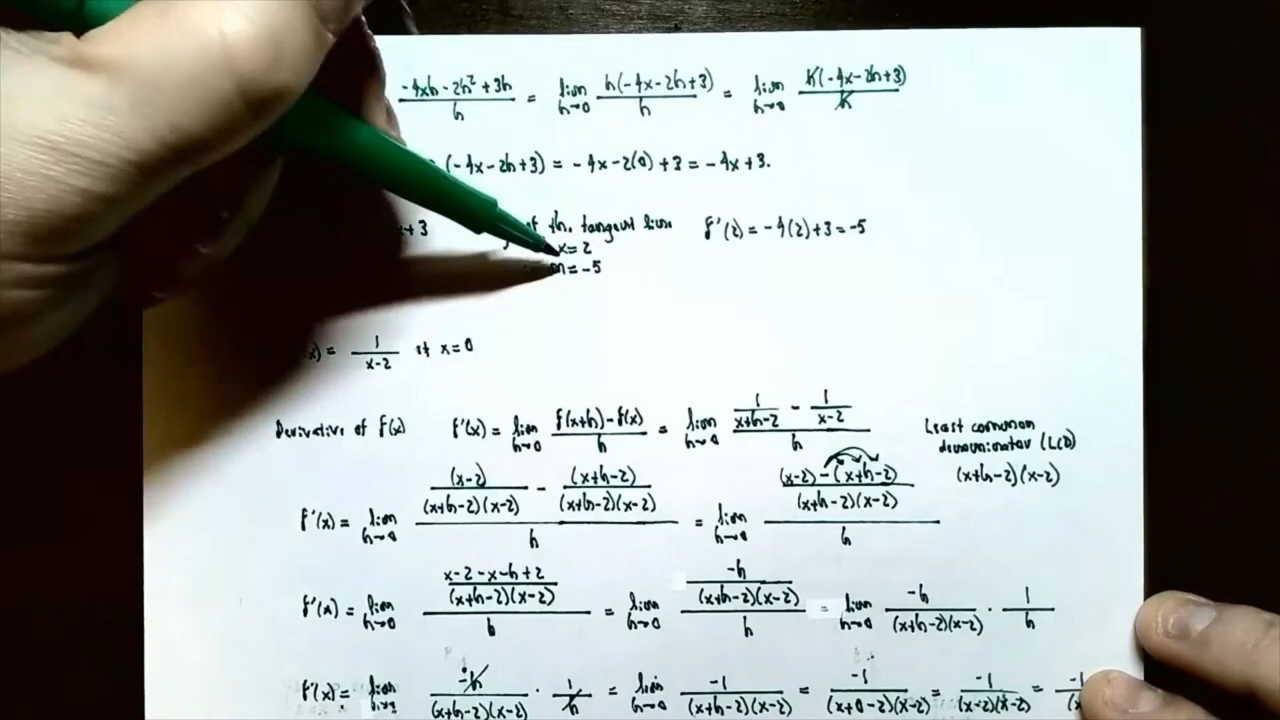 -4xh-2h²+3h / h = lim h→0 h(-4x-2h+3) / h = lim h→0 h(-4x-2h+3) / h
(-4x-2h+3) = -4x-2(0)+3 = -4x+3.
+3 of the tangent line f'(2) = -4(2)+3 = -5
x=2
m=-5
(x) = 1 / x-2 at x=0
Derivative of f(x) f'(x) = lim h→0 f(x+h)-f(x) / h = lim h→0 1/(x+h-2) - 1/(x-2) / h Least common
denominator (LCD)
(x+h-2)(x-2)
f'(x) = lim h→0 (x-2) / (x+h-2)(x-2) - (x+h-2) / (x+h-2)(x-2) / h = lim h→0 (x-2)-(x+h-2) / (x+h-2)(x-2) / h
f'(x) = lim h→0 x-2-x-h+2 / (x+h-2)(x-2) / h = lim h→0 -h / (x+h-2)(x-2) / h = lim h→0 -h / (x+h-2)(x-2) · 1 / h
f'(x) = lim h→0 -h / (x+h-2)(x-2) · 1 / h = lim h→0 -1 / (x+h-2)(x-2) = -1 / (x+0-2)(x-2) = -1 / (x-2)(x-2) = -1